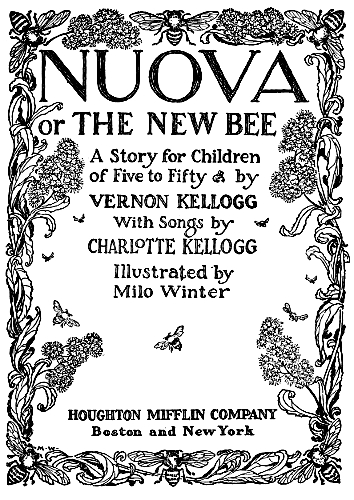 NUOVA
or THE NEW BEE
A Story for Children
of Five to Fifty & by
VERNON KELLOGG
With Songs by
CHARLOTTE KELLOGG
Illustrated by
Milo Winter
HOUGHTON MIFFLIN COMPANY
Boston and New York
M.W.